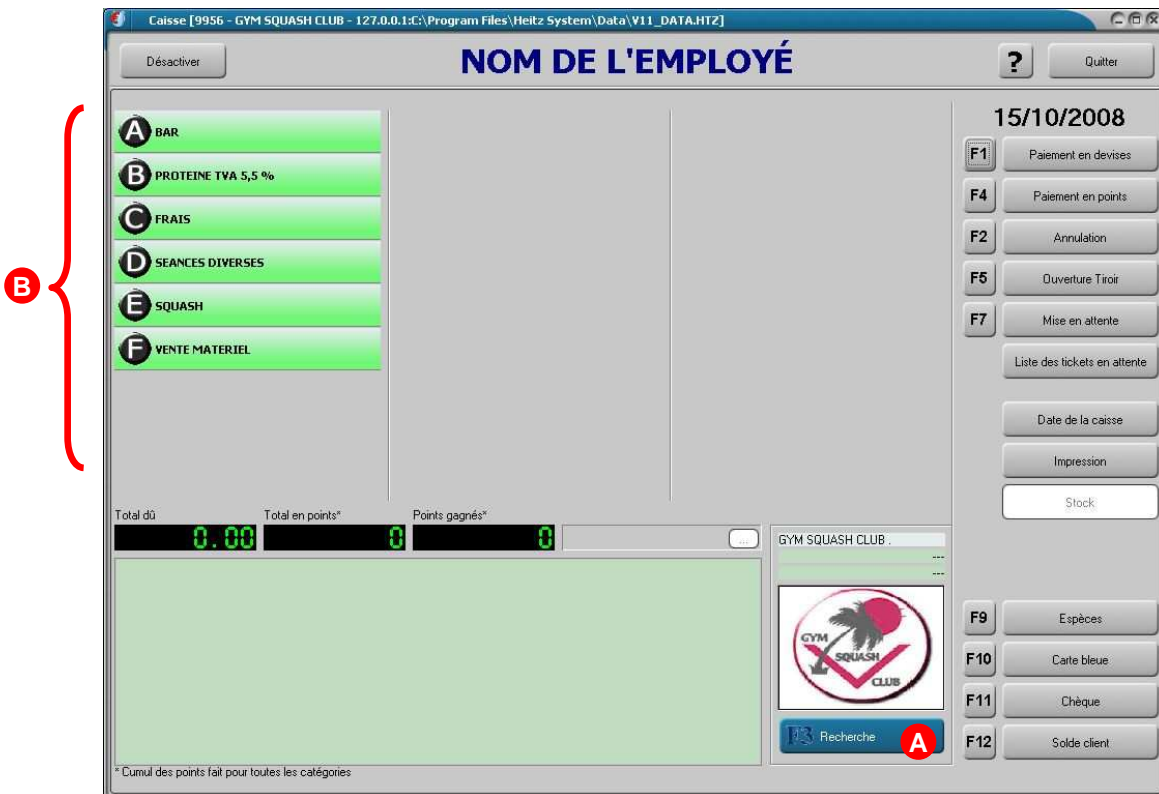 Caisse [9956 - GYM SQUASH CLUB - 127.0.0.1:C:\Program Files\Heitz System\Data\V11_DATA.HTZ]
Désactiver
NOM DE L'EMPLOYÉ
?
Quitter
B
A BAR
B PROTEINE TVA 5,5 %
C FRAIS
D SEANCES DIVERSES
E SQUASH
F VENTE MATERIEL
15/10/2008
F1 Paiement en devises
F4 Paiement en points
F2 Annulation
F5 Ouverture Tiroir
F7 Mise en attente
Liste des tickets en attente
Date de la caisse
Impression
Stock
Total dû
0.00
Total en points*
0
Points gagnés*
0
...
GYM SQUASH CLUB .
---
---
GYM
SQUASH
CLUB
F3 Recherche
A
F9 Espèces
F10 Carte bleue
F11 Chèque
F12 Solde client
* Cumul des points fait pour toutes les catégories